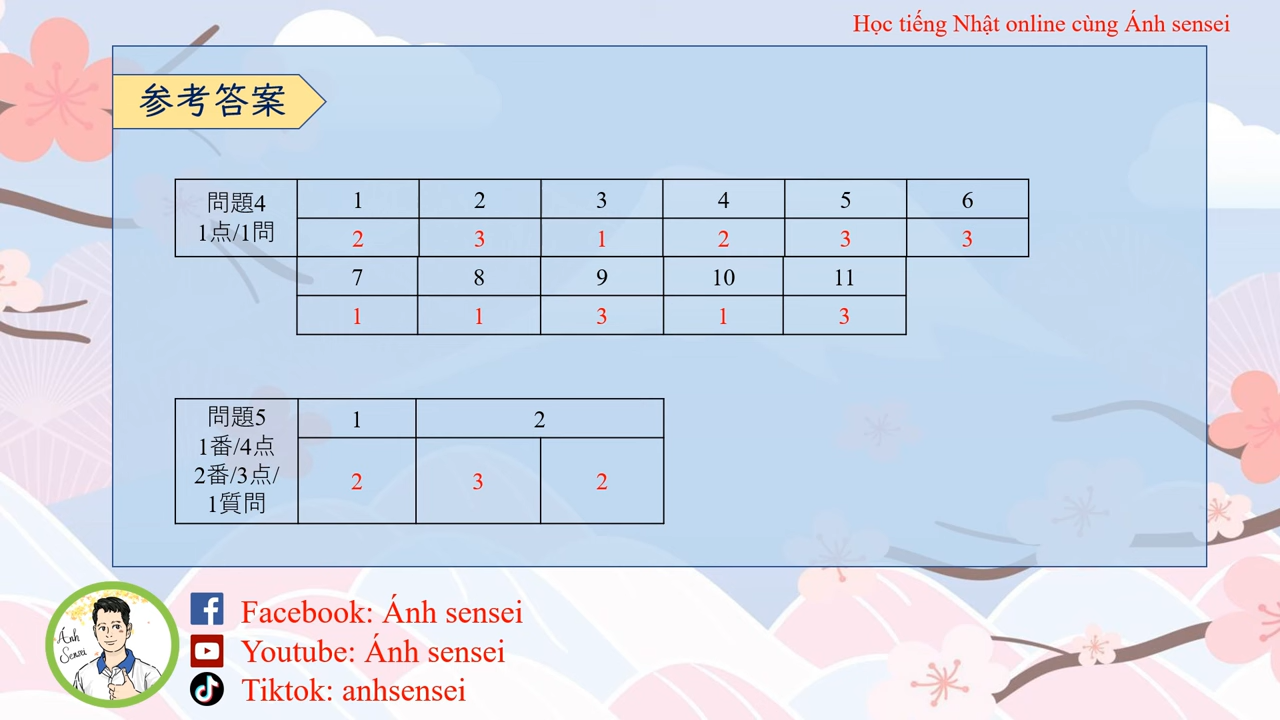 Học tiếng Nhật online cùng Ánh sensei
参考答案
問題4
1点/1問
1 2 3 4 5 6
2 3 1 2 3 3
7 8 9 10 11
1 1 3 1 3
問題5
1番/4点
2番/3点/
1質問
1 2
2 3 2
Ánh
Sensei
Facebook: Ánh sensei
Youtube: Ánh sensei
Tiktok: anhsensei